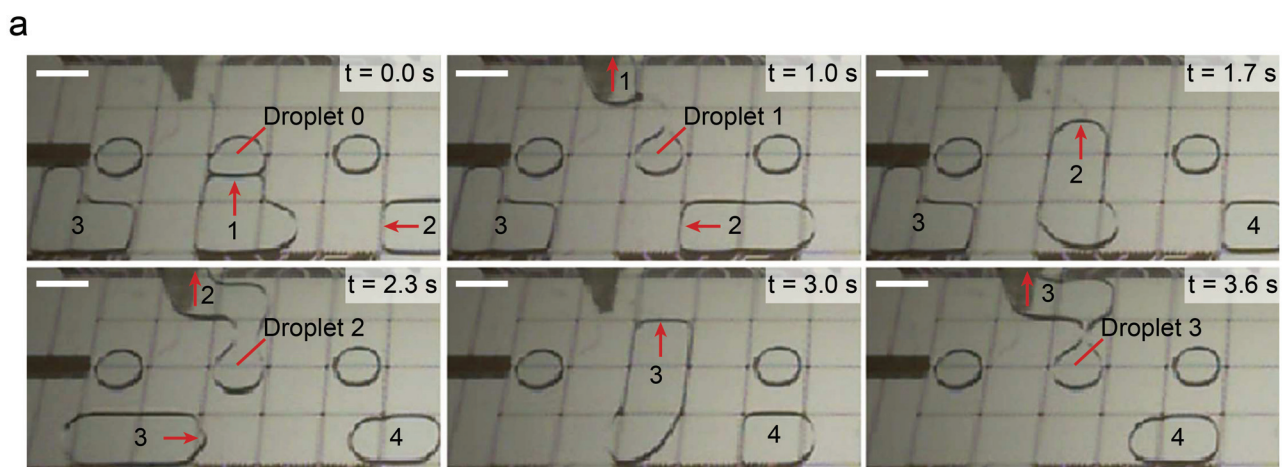 a
t = 0.0 s
Droplet 0
3
1
2
t = 1.0 s
1
Droplet 1
3
2
t = 1.7 s
2
3
4
t = 2.3 s
2
Droplet 2
3
4
t = 3.0 s
3
4
t = 3.6 s
3
Droplet 3
4